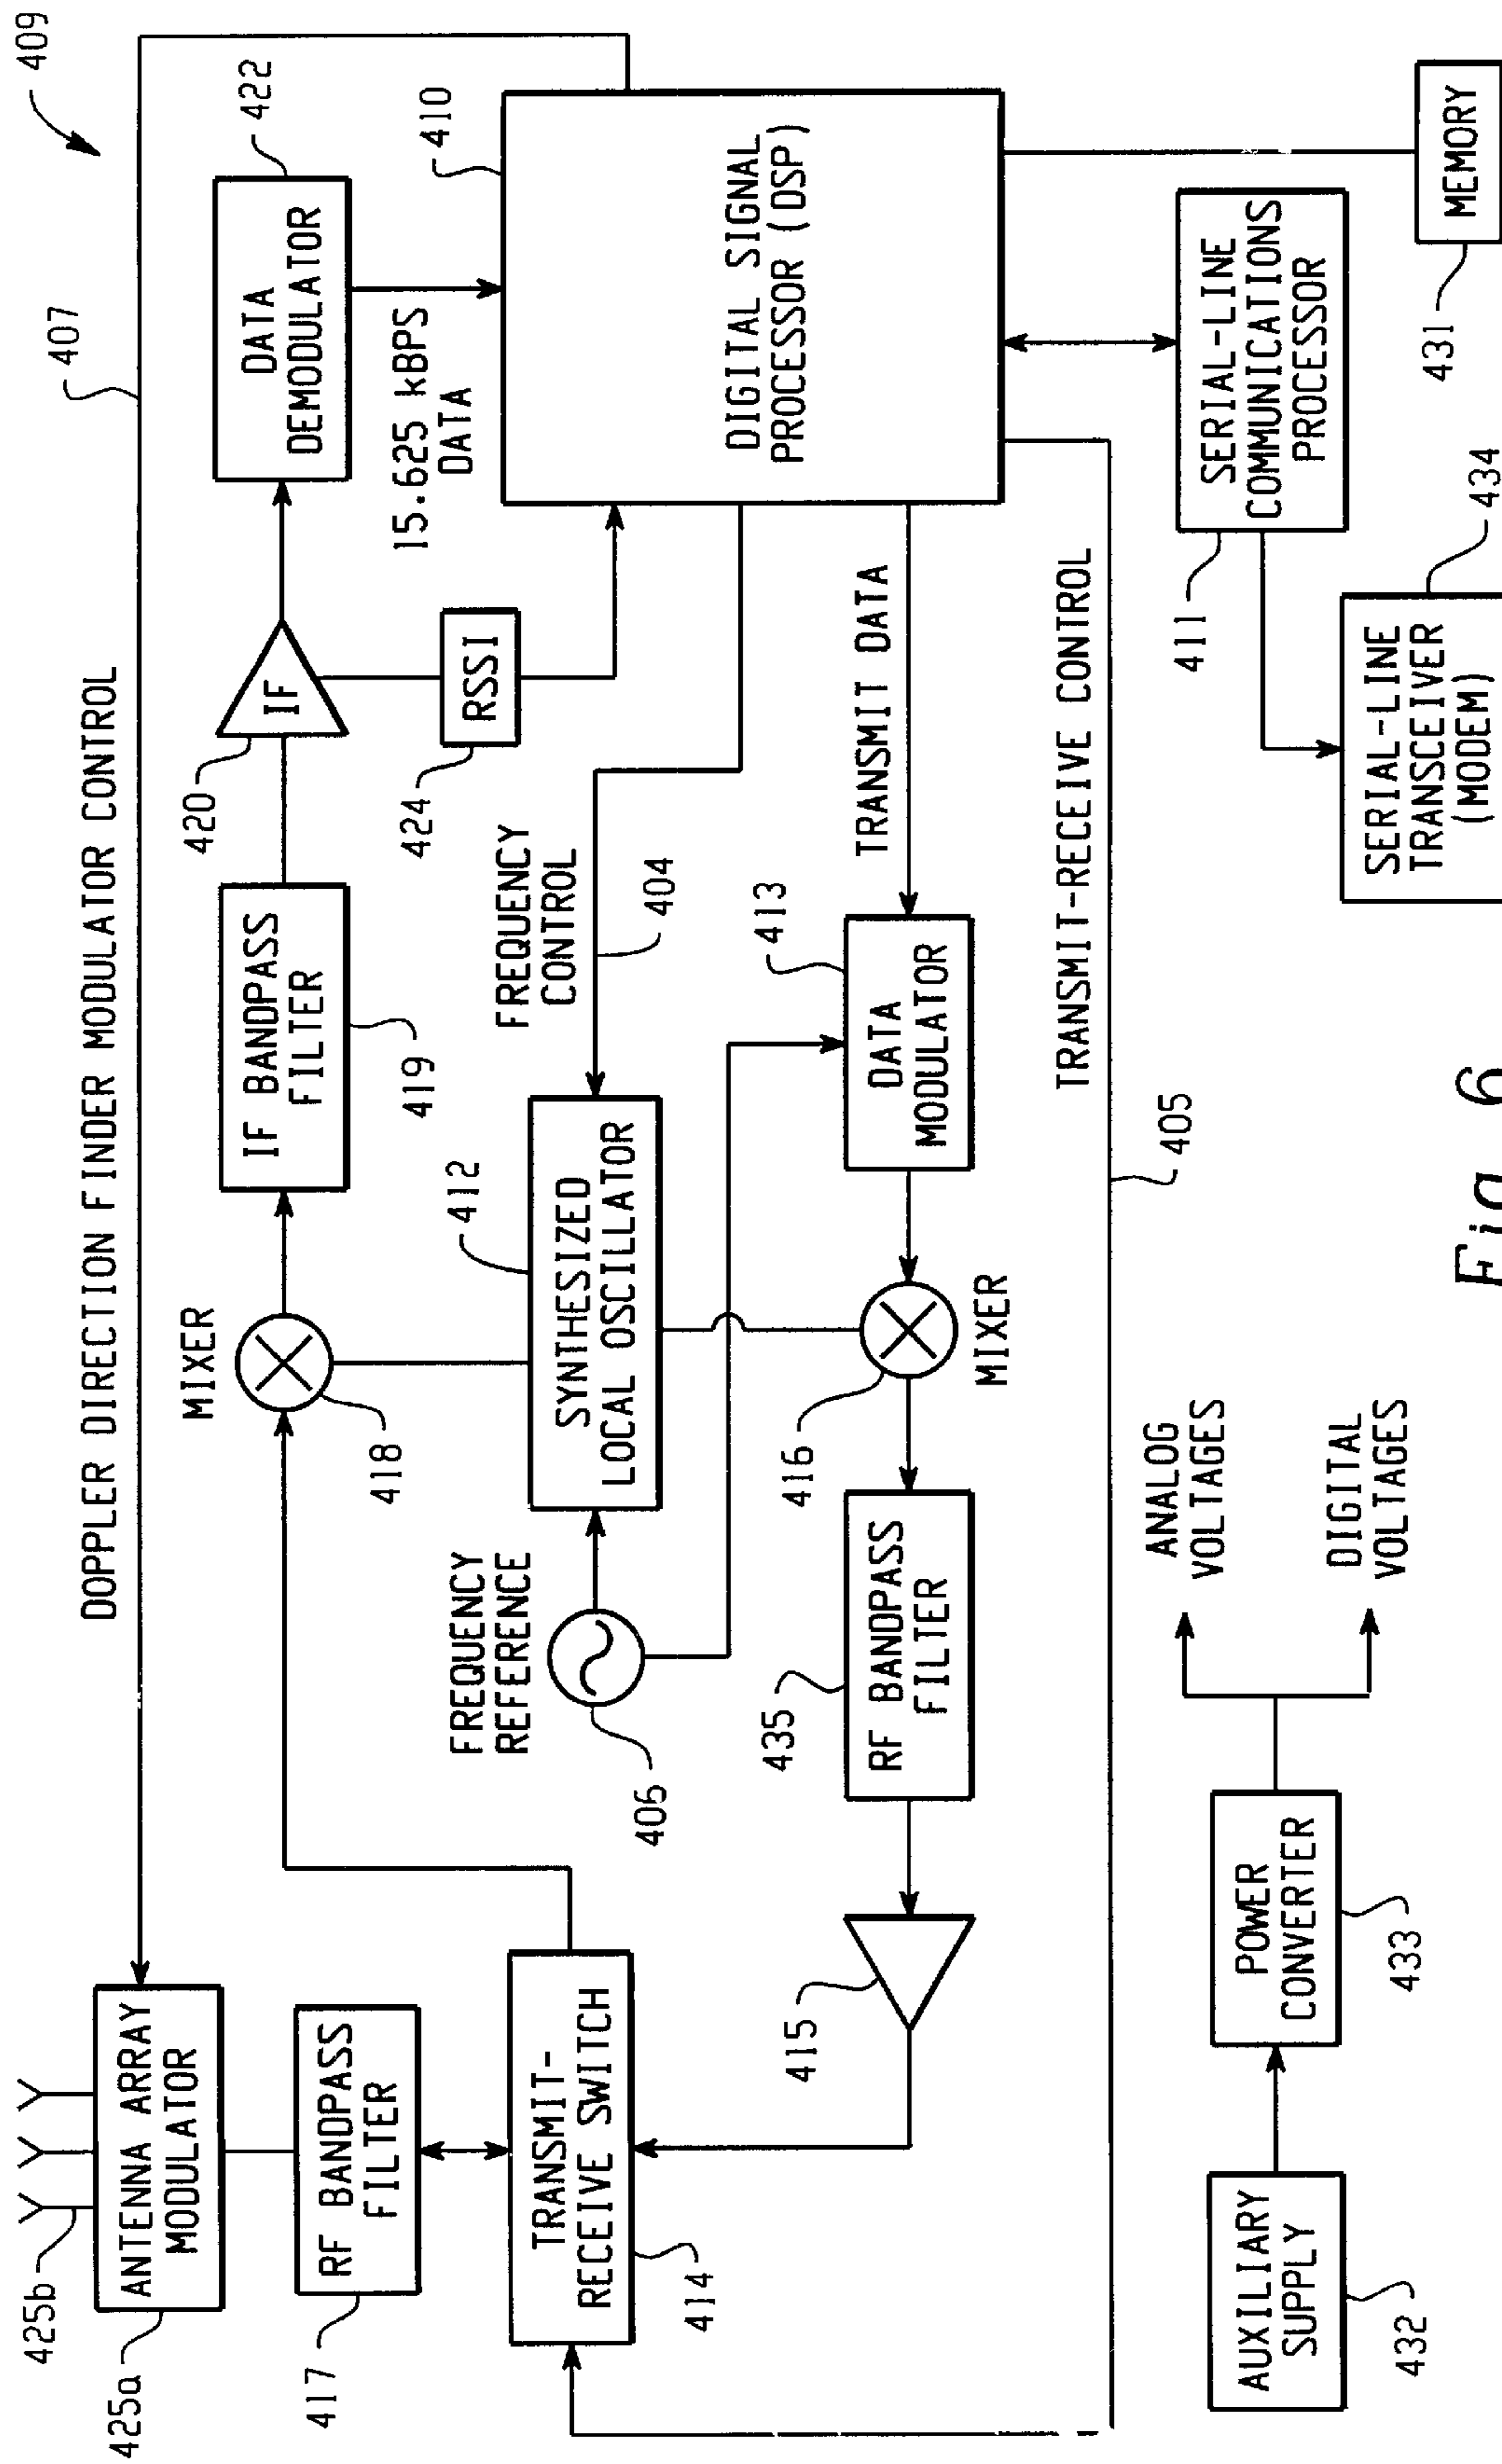 409
DOPPLER DIRECTION FINDER MODULATOR CONTROL
407
425b
425a
ANTENNA ARRAY
MODULATOR
417
RF BANDPASS
FILTER
414
TRANSMIT-
RECEIVE SWITCH
MIXER
418
IF BANDPASS
FILTER
419
420
IF
DATA
DEMODULATOR
422
15.625 kBPS
DATA
424
RSSI
410
DIGITAL SIGNAL
PROCESSOR (DSP)
FREQUENCY
REFERENCE
406
412
SYNTHESIZED
LOCAL OSCILLATOR
FREQUENCY
CONTROL
404
415
435
RF BANDPASS
FILTER
416
MIXER
413
DATA
MODULATOR
TRANSMIT DATA
TRANSMIT-RECEIVE CONTROL
405
432
AUXILIARY
SUPPLY
433
POWER
CONVERTER
ANALOG
VOLTAGES
DIGITAL
VOLTAGES
411
SERIAL-LINE
COMMUNICATIONS
PROCESSOR
434
SERIAL-LINE
TRANSCEIVER
(MODEM)
431
MEMORY
Fig. 6